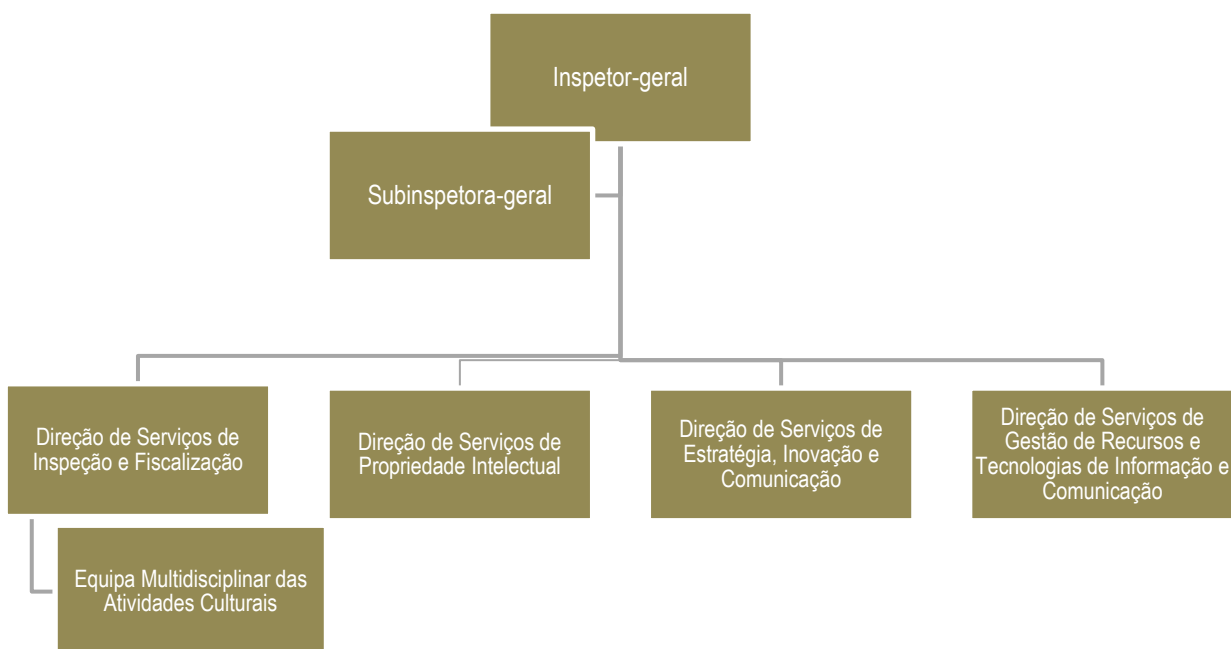 Inspetor-geral
Subinspetora-geral
Direção de Serviços de
Inspeção e Fiscalização
Direção de Serviços de
Propriedade Intelectual
Direção de Serviços de
Estratégia, Inovação e
Comunicação
Direção de Serviços de
Gestão de Recursos e
Tecnologias de Informação e
Comunicação
Equipa Multidisciplinar das
Atividades Culturais